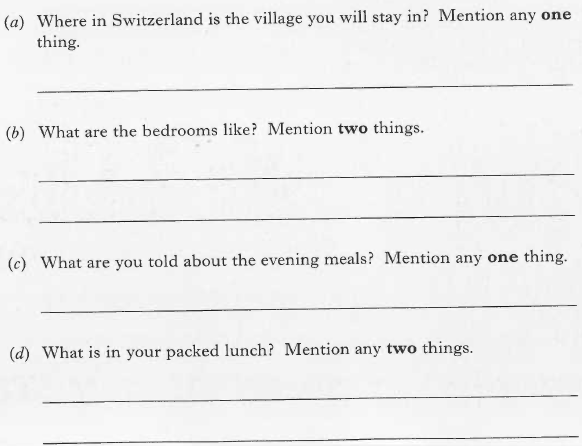 (a) Where in Switzerland is the village you will stay in? Mention any one
thing.
(b) What are the bedrooms like? Mention two things.
(c) What are you told about the evening meals? Mention any one thing.
(d) What is in your packed lunch? Mention any two things.